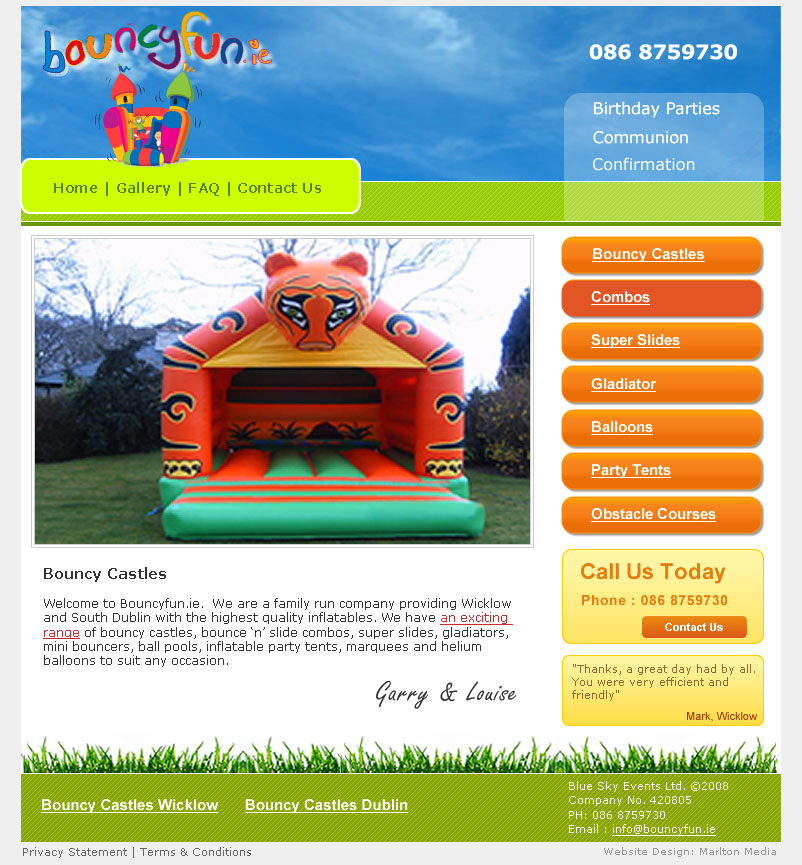 bouncyfun.ie
086 8759730
Birthday Parties
Communion
Confirmation
Home | Gallery | FAQ | Contact Us
Bouncy Castles
Combos
Super Slides
Gladiator
Balloons
Party Tents
Obstacle Courses
Bouncy Castles
Welcome to Bouncyfun.ie.  We are a family run company providing Wicklow
and South Dublin with the highest quality inflatables. We have an exciting
range of bouncy castles, bounce ‘n’ slide combos, super slides, gladiators,
mini bouncers, ball pools, inflatable party tents, marquees and helium
balloons to suit any occasion.
Garry & Louise
Call Us Today
Phone : 086 8759730
Contact Us
"Thanks, a great day had by all.
You were very efficient and
friendly"
Mark, Wicklow
Bouncy Castles Wicklow
Bouncy Castles Dublin
Blue Sky Events Ltd. ©2008
Company No. 420805
PH: 086 8759730
Email : info@bouncyfun.ie
Privacy Statement | Terms & Conditions
Website Design: Marlton Media